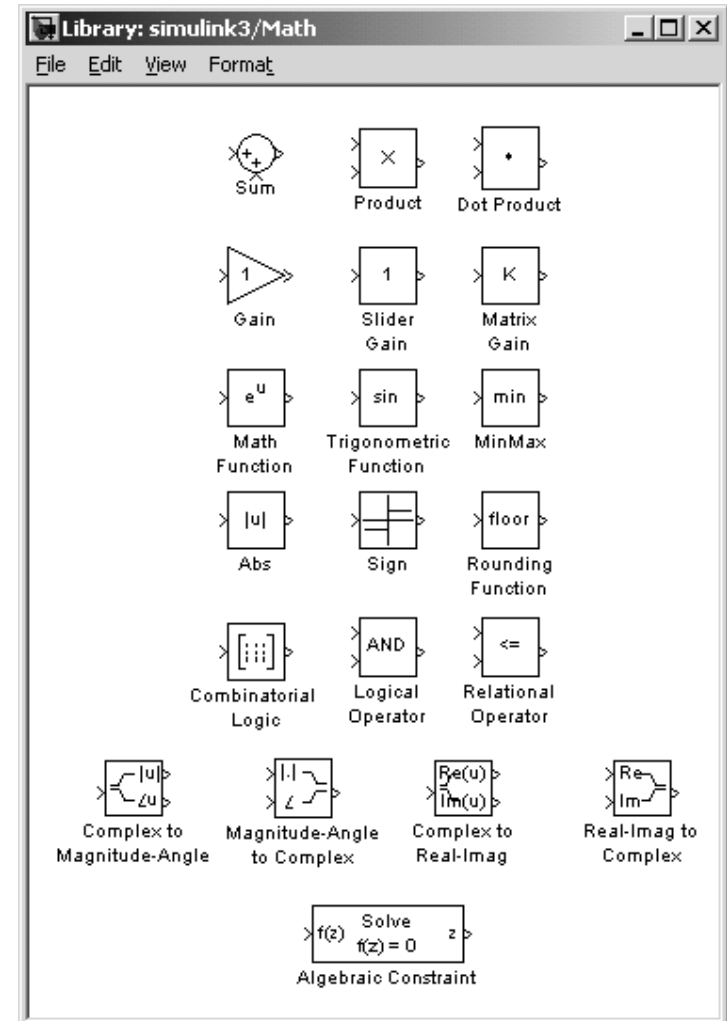 Library: simulink3/Math
File Edit View Format
+
+
Sum
×
Product
•
Dot Product
1
Gain
1
Slider
Gain
K
Matrix
Gain
e^u
Math
Function
sin
Trigonometric
Function
min
MinMax
|u|
Abs
Sign
floor
Rounding
Function
Combinatorial
Logic
AND
Logical
Operator
<=
Relational
Operator
|u|
∠u
Complex to
Magnitude-Angle
|.|
∠
Magnitude-Angle
to Complex
Re(u)
Im(u)
Complex to
Real-Imag
Re
Im
Real-Imag to
Complex
f(z) Solve z
f(z) = 0
Algebraic Constraint